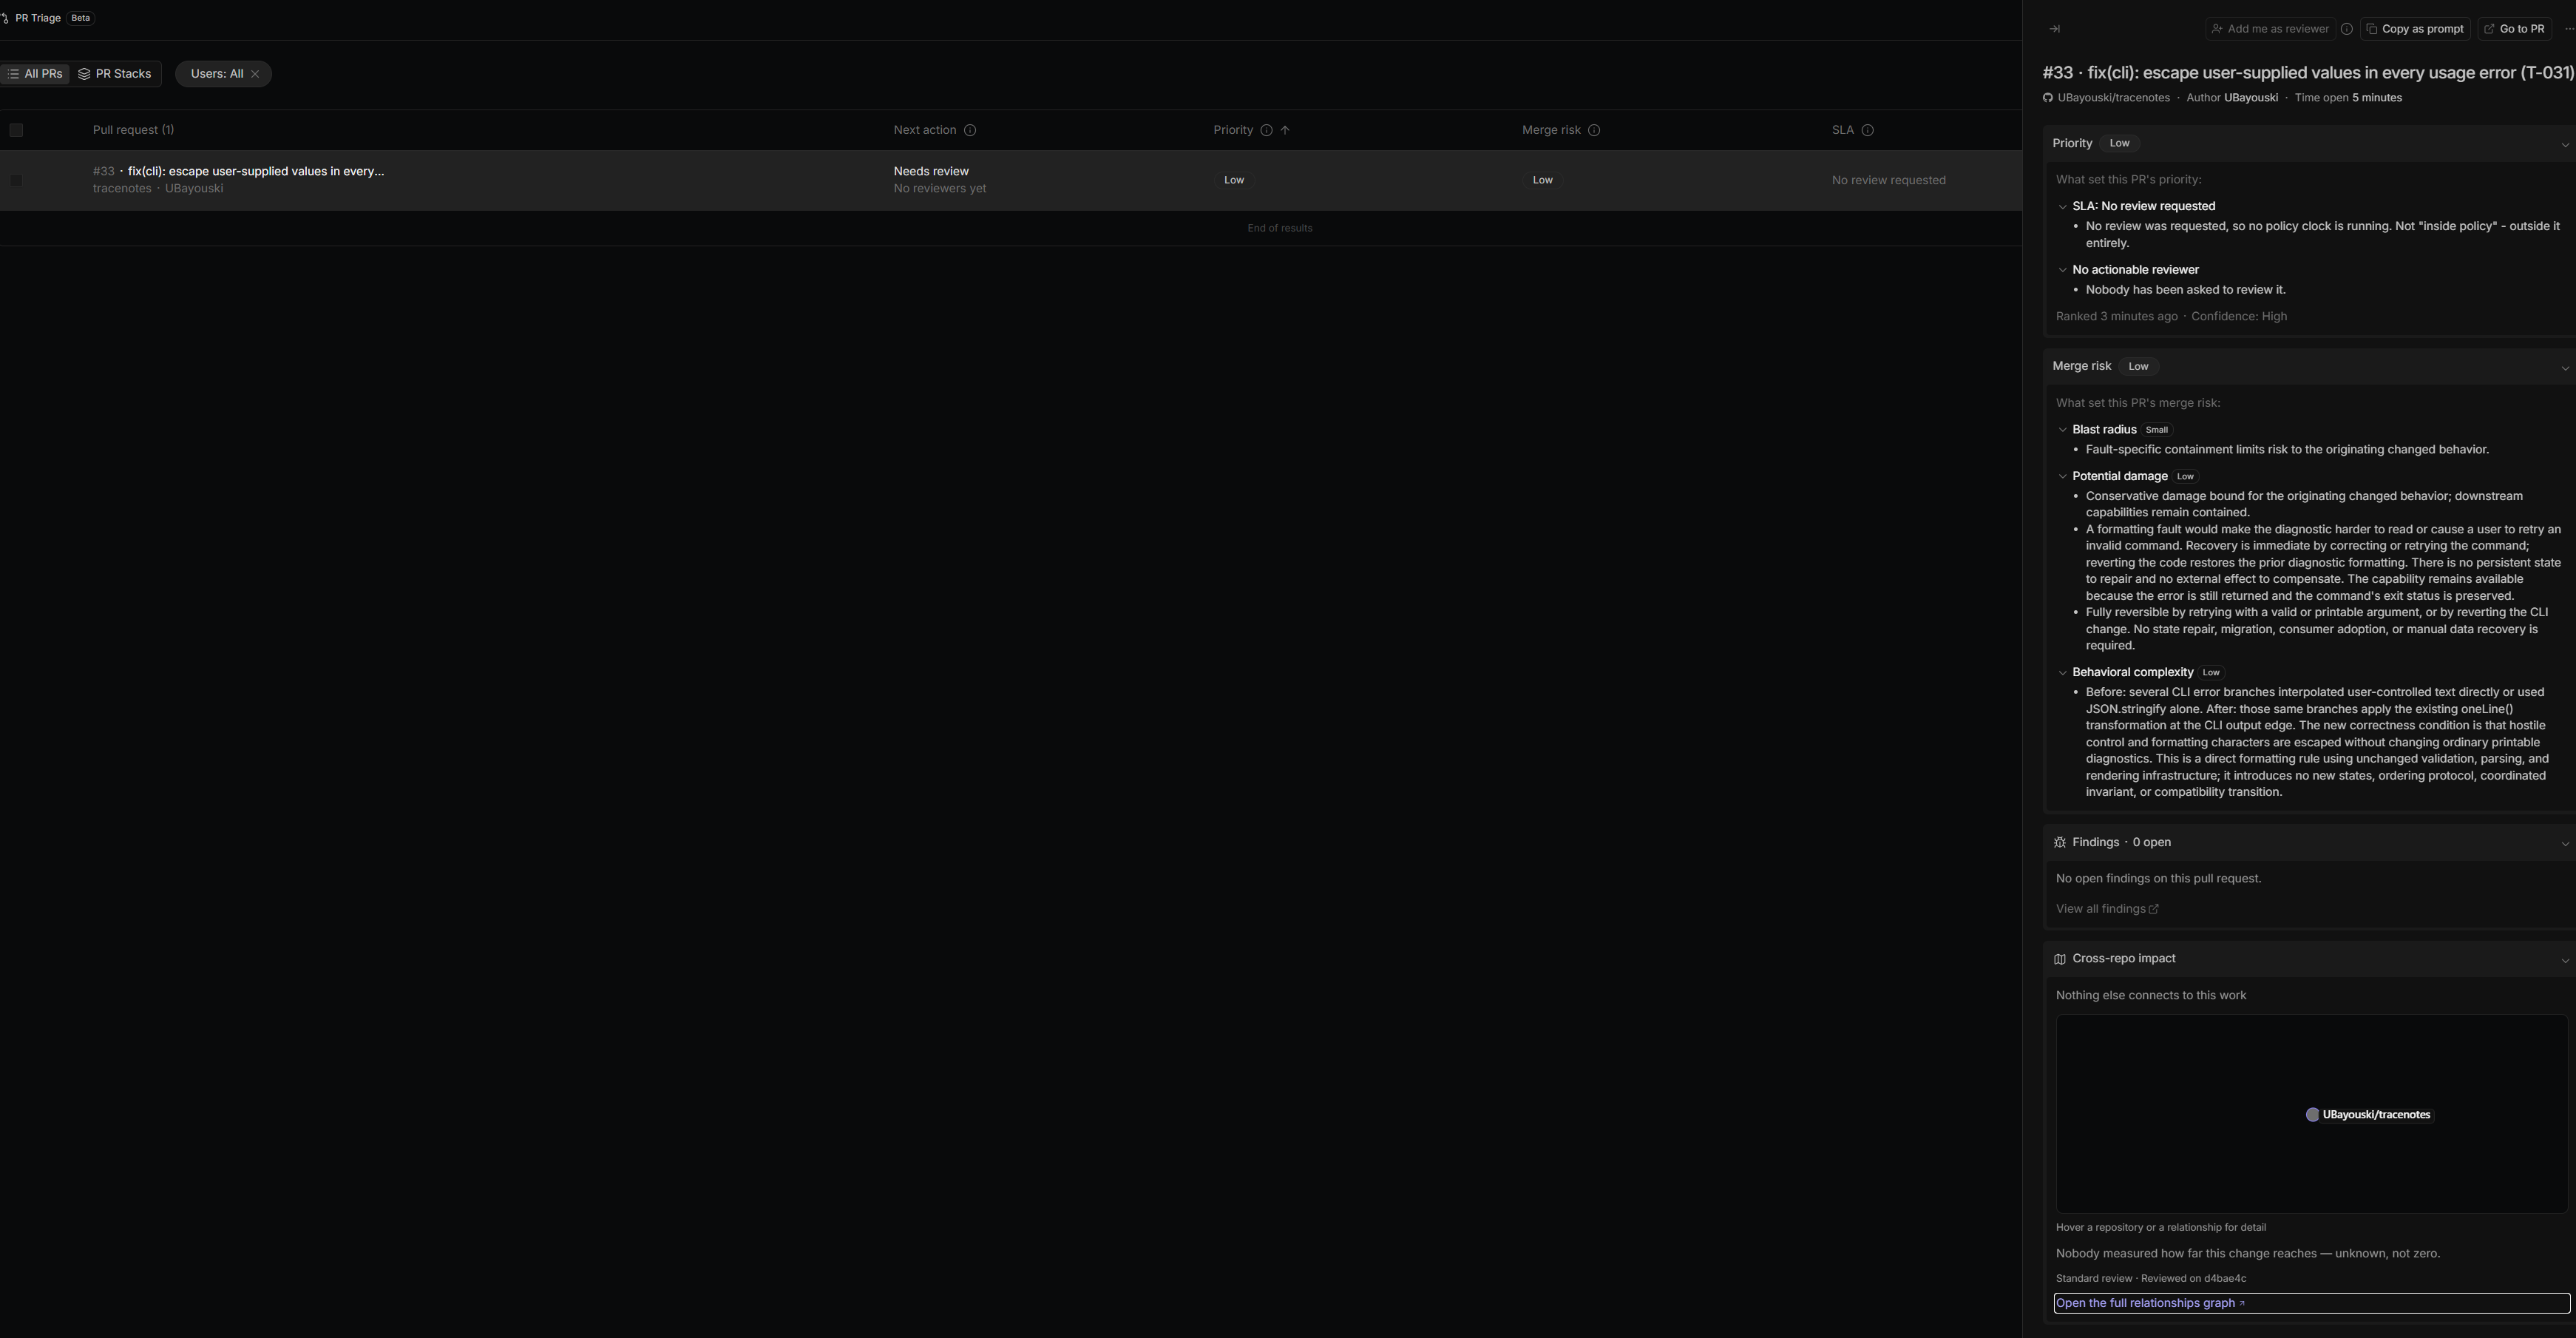 PR Triage Beta
All PRs PR Stacks Users: All
Pull request (1) Next action Priority Merge risk SLA
#33 · fix(cli): escape user-supplied values in every... Needs review Low Low No review requested
tracenotes · UBayouski No reviewers yet
End of results
Add me as reviewer Copy as prompt Go to PR
#33 · fix(cli): escape user-supplied values in every usage error (T-031)
UBayouski/tracenotes · Author UBayouski · Time open 5 minutes
Priority Low
What set this PR's priority:
SLA: No review requested
• No review was requested, so no policy clock is running. Not "inside policy" - outside it
entirely.
No actionable reviewer
• Nobody has been asked to review it.
Ranked 3 minutes ago · Confidence: High
Merge risk Low
What set this PR's merge risk:
Blast radius Small
• Fault-specific containment limits risk to the originating changed behavior.
Potential damage Low
• Conservative damage bound for the originating changed behavior; downstream
capabilities remain contained.
• A formatting fault would make the diagnostic harder to read or cause a user to retry an
invalid command. Recovery is immediate by correcting or retrying the command;
reverting the code restores the prior diagnostic formatting. There is no persistent state
to repair and no external effect to compensate. The capability remains available
because the error is still returned and the command's exit status is preserved.
• Fully reversible by retrying with a valid or printable argument, or by reverting the CLI
change. No state repair, migration, consumer adoption, or manual data recovery is
required.
Behavioral complexity Low
• Before: several CLI error branches interpolated user-controlled text directly or used
JSON.stringify alone. After: those same branches apply the existing oneLine()
transformation at the CLI output edge. The new correctness condition is that hostile
control and formatting characters are escaped without changing ordinary printable
diagnostics. This is a direct formatting rule using unchanged validation, parsing, and
rendering infrastructure; it introduces no new states, ordering protocol, coordinated
invariant, or compatibility transition.
Findings · 0 open
No open findings on this pull request.
View all findings
Cross-repo impact
Nothing else connects to this work
UBayouski/tracenotes
Hover a repository or a relationship for detail
Nobody measured how far this change reaches — unknown, not zero.
Standard review · Reviewed on d4bae4c
Open the full relationships graph